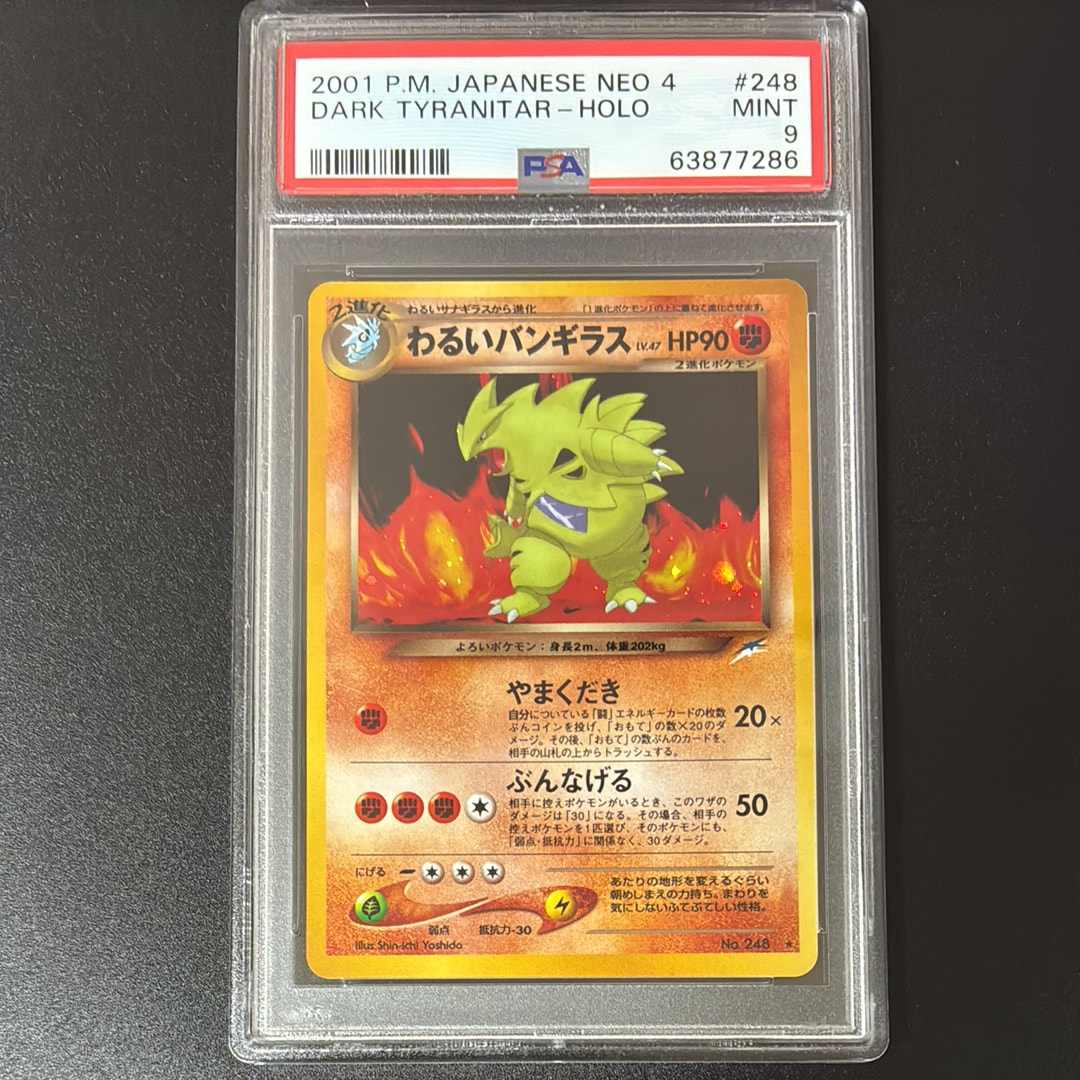 2001 P.M. JAPANESE NEO 4 #248
DARK TYRANITAR-HOLO MINT
9
PSA 63877286
2進化 わるいサナギラスから進化 「1進化ポケモン」の上に重ねて進化させます。
わるいバンギラス LV.47 HP90
2進化ポケモン
よろいポケモン：身長2m、体重202kg
やまくだき
自分についている「闘」エネルギーカードの枚数
ぶんコインを投げ、「おもて」の数×20のダ
メージ。その後、「おもて」の数ぶんのカードを、
相手の山札の上からトラッシュする。
20×
ぶんなげる
相手に控えポケモンがいるとき、このワザの
ダメージは「30」になる。その場合、相手の
控えポケモンを1匹選び、そのポケモンにも、
「弱点・抵抗力」に関係なく、30ダメージ。
50
にげる
弱点 抵抗力-30
あたりの地形を変えるぐらい
朝めしまえの力持ち。まわりを
気にしないふてぶてしい性格。
Illus. Shin-ichi Yoshida No. 248 ★